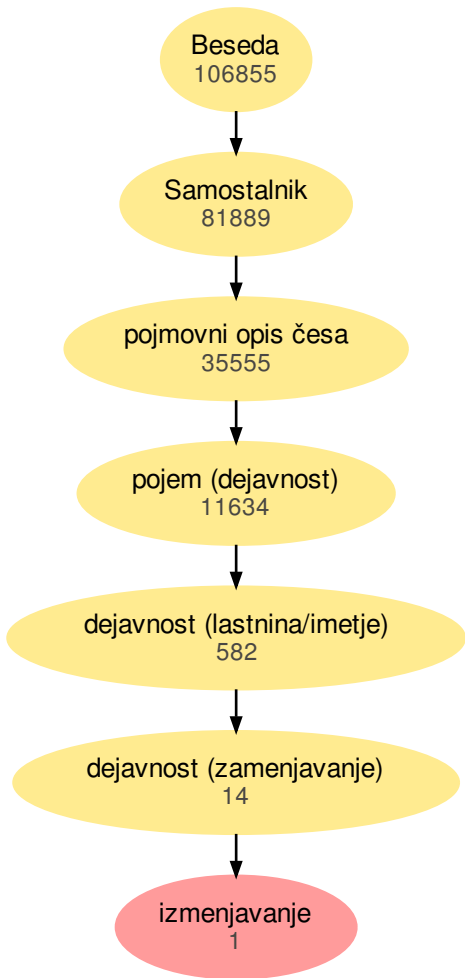 Beseda
106855
Samostalnik
81889
pojmovni opis česa
35555
pojem (dejavnost)
11634
dejavnost (lastnina/imetje)
582
dejavnost (zamenjavanje)
14
izmenjavanje
1